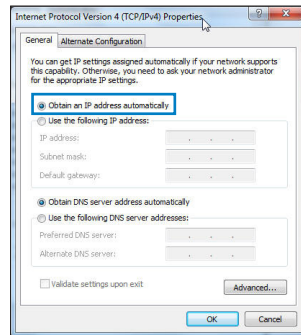 Internet Protocol Version 4 (TCP/IPv4) Properties
General
Alternate Configuration
You can get IP settings assigned automatically if your network supports
this capability. Otherwise, you need to ask your network administrator
for the appropriate IP settings.
Obtain an IP address automatically
Use the following IP address:
IP address:
Subnet mask:
Default gateway:
Obtain DNS server address automatically
Use the following DNS server addresses:
Preferred DNS server:
Alternate DNS server:
Validate settings upon exit
Advanced...
OK
Cancel